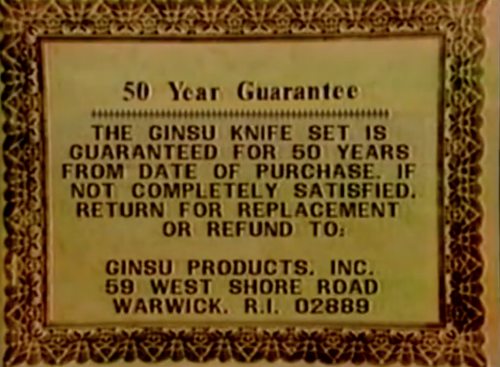 50 Year Guarantee
THE GINSU KNIFE SET IS
GUARANTEED FOR 50 YEARS
FROM DATE OF PURCHASE. IF
NOT COMPLETELY SATISFIED.
RETURN FOR REPLACEMENT
OR REFUND TO:
GINSU PRODUCTS, INC.
59 WEST SHORE ROAD
WARWICK, R.I. 02889